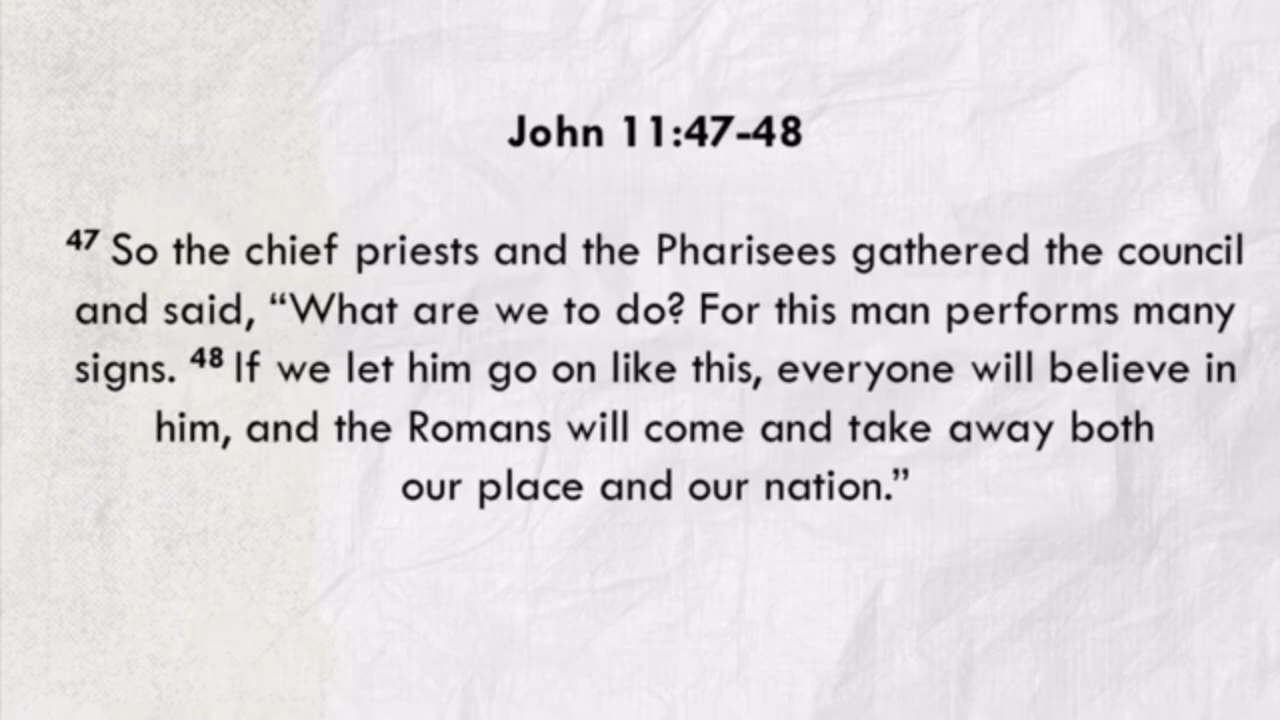 John 11:47-48
47 So the chief priests and the Pharisees gathered the council
and said, “What are we to do? For this man performs many
signs. 48 If we let him go on like this, everyone will believe in
him, and the Romans will come and take away both
our place and our nation.”